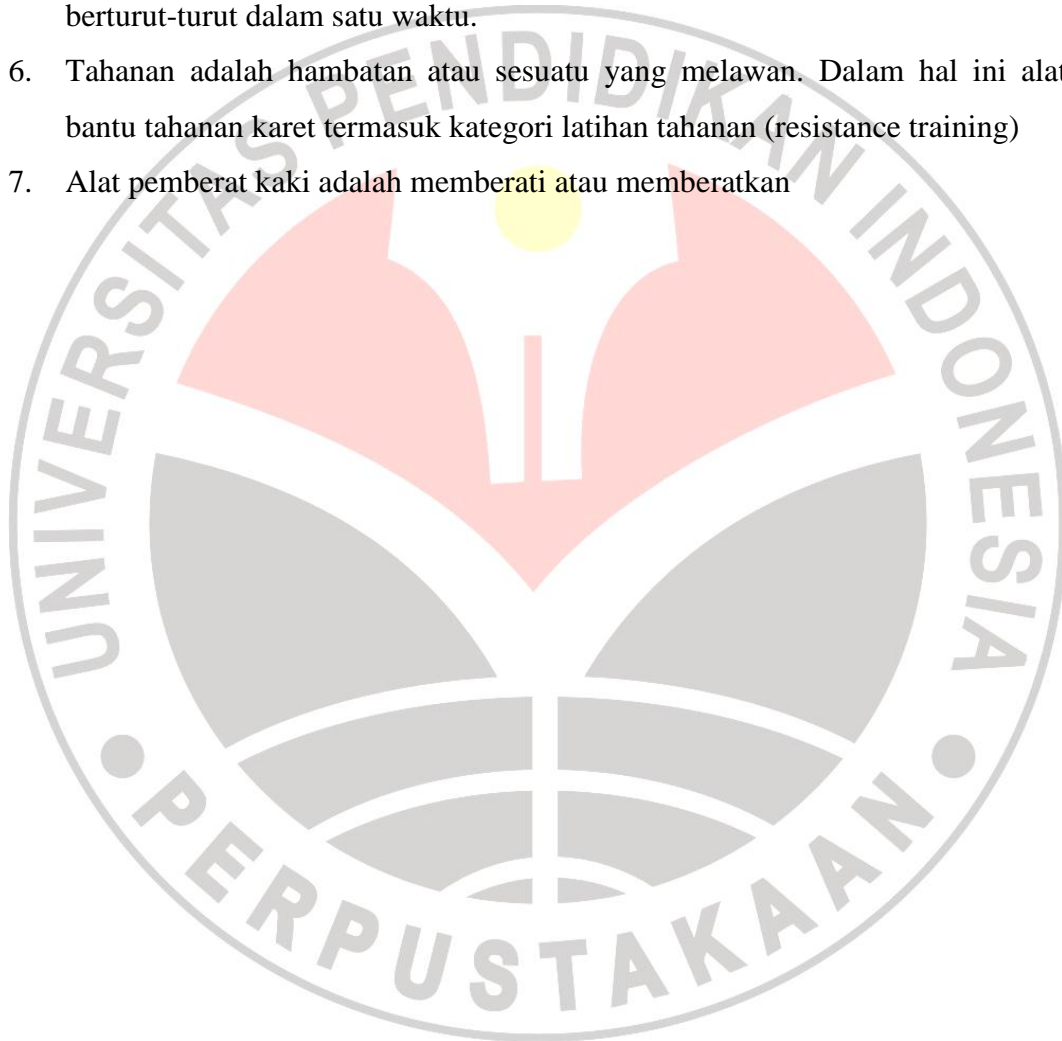 berturut-turut dalam satu waktu.
6. Tahanan adalah hambatan atau sesuatu yang melawan. Dalam hal ini alat
bantu tahanan karet termasuk kategori latihan tahanan (resistance training)
7. Alat pemberat kaki adalah memberati atau memberatkan
UNIVERSITAS PENDIDIKAN INDONESIA
PERPUSTAKAAN